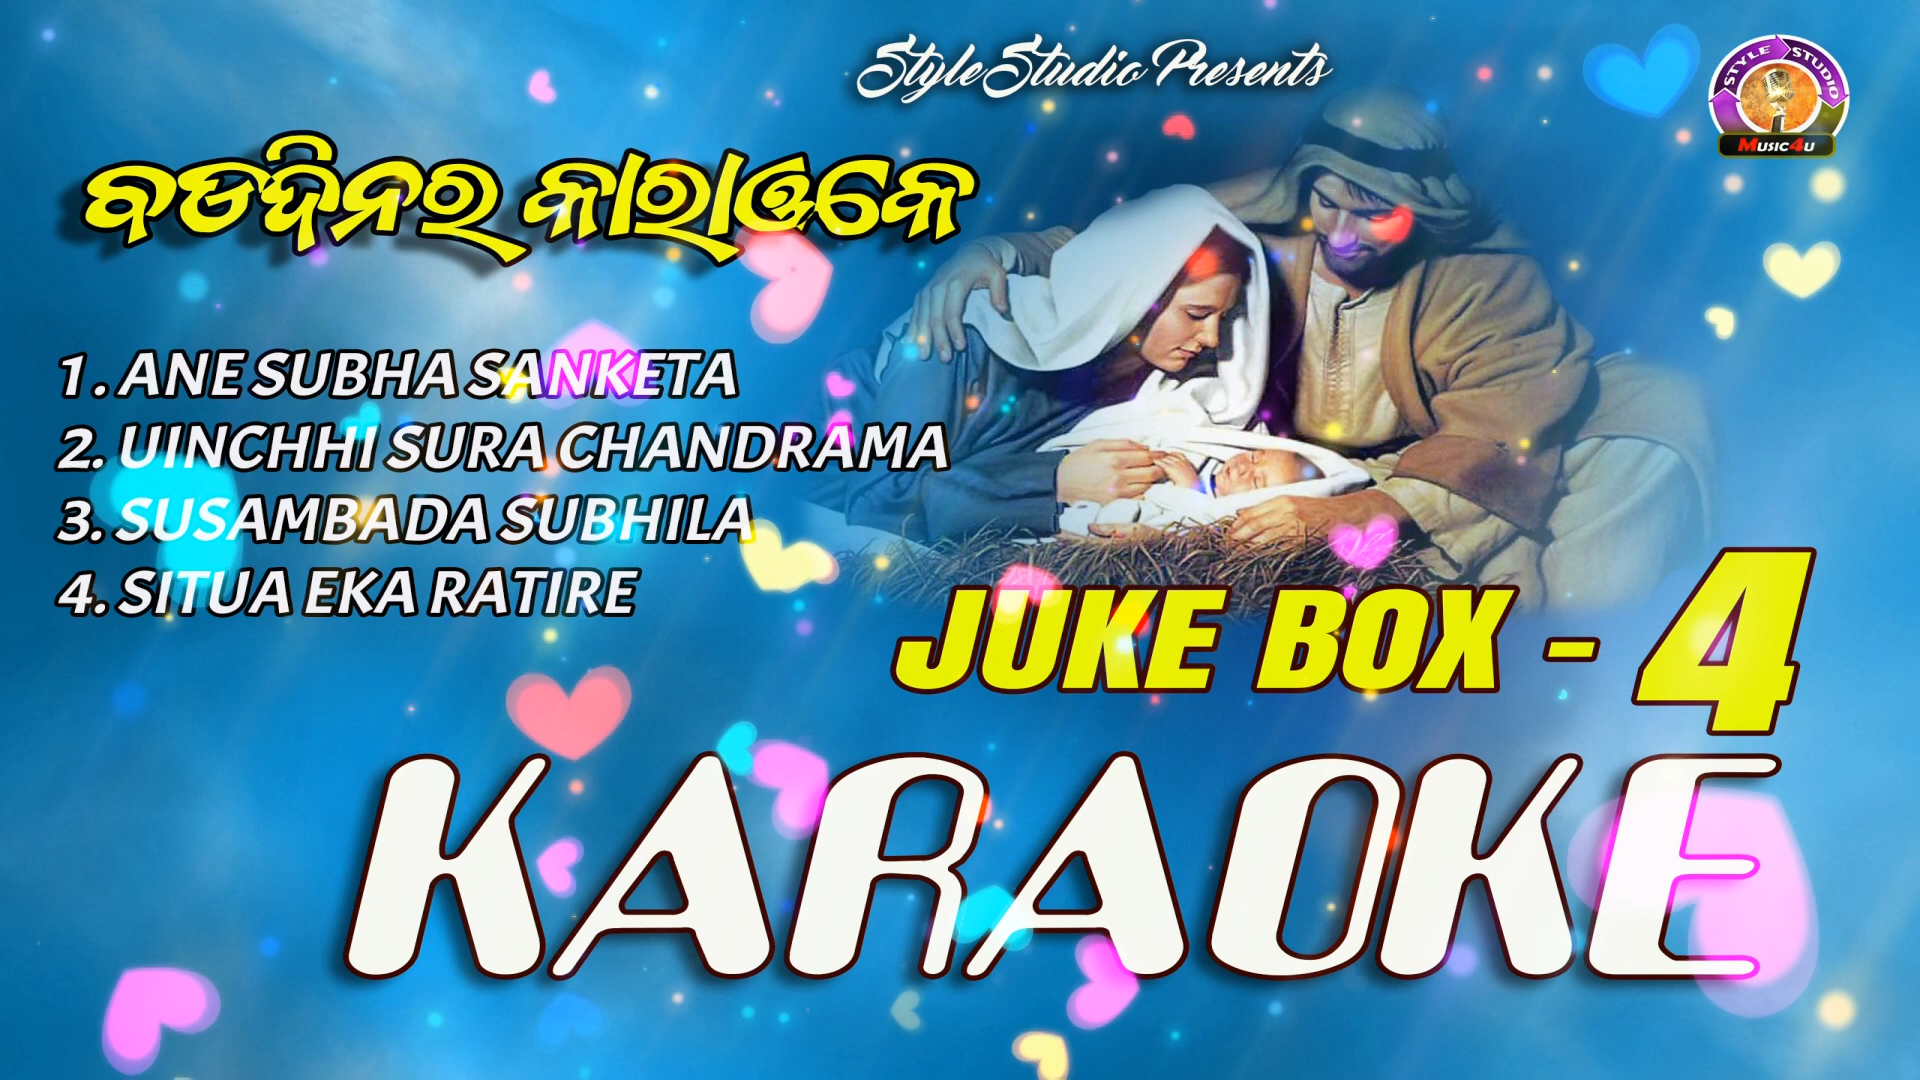 Style Studio Presents
STYLE STUDIO
MUSIC4U
ବଡଦିନର କାରାଓକେ
1. ANE SUBHA SANKETA
2. UINCHHI SURA CHANDRAMA
3. SUSAMBADA SUBHILA
4. SITUA EKA RATIRE
JUKE BOX - 4
KARAOKE